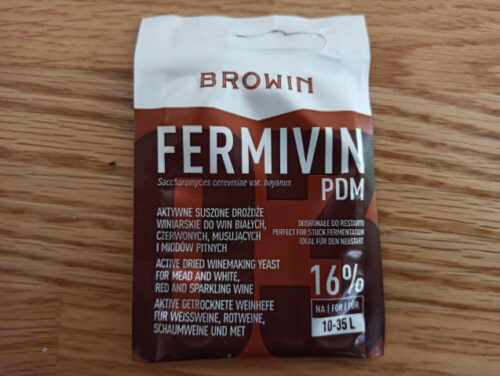 BROWIN
FERMIVIN
Saccharomyces cerevisiae var. bayanus
PDM
AKTYWNE SUSZONE DROŻDŻE
WINIARSKIE DO WIN BIAŁYCH,
CZERWONYCH, MUSUJĄCYCH
I MIODÓW PITNYCH
DOSKONAŁE DO RESTARTU
PERFECT FOR STUCK FERMENTATION
IDEAL FÜR DEN NEUSTART
ACTIVE DRIED WINEMAKING YEAST
FOR MEAD AND WHITE,
RED AND SPARKLING WINE
16%
NA | FOR | FÜR
10-35 L
AKTIVE GETROCKNETE WEINHEFE
FÜR WEISSWEINE, ROTWEINE,
SCHAUMWEINE UND MET